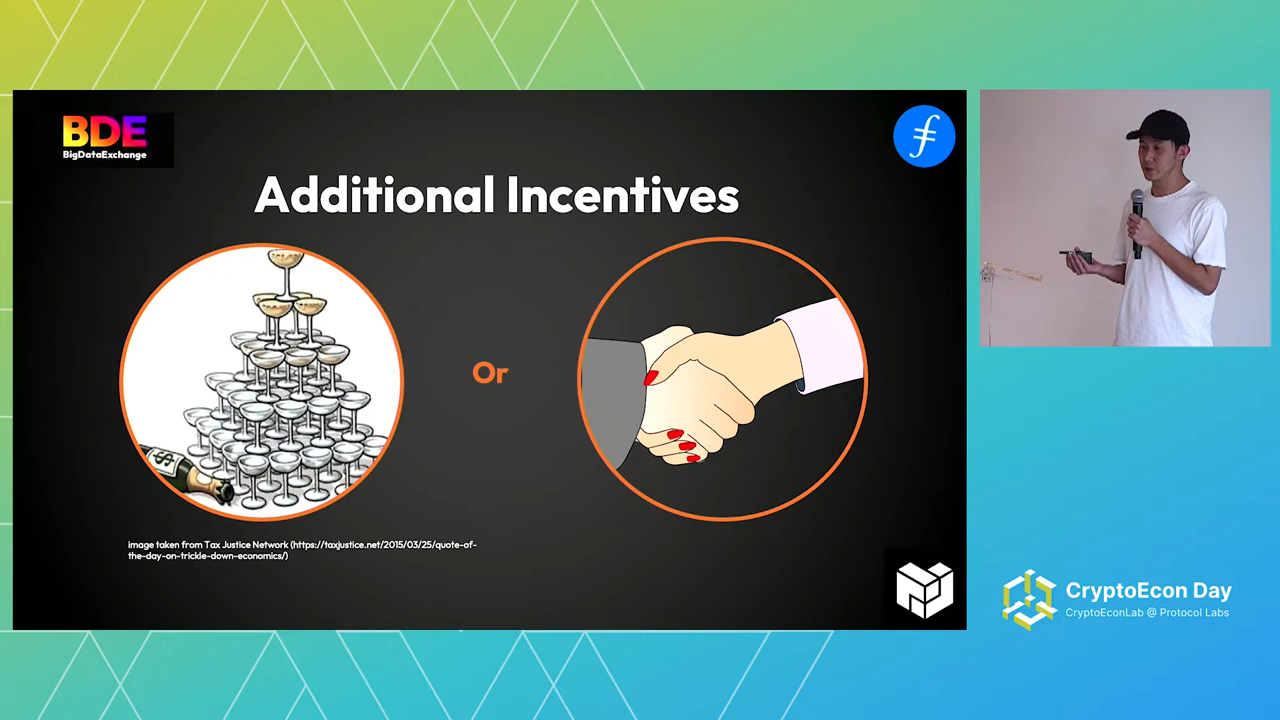 BDE
BigDataExchange
Additional Incentives
Or
$
image taken from Tax Justice Network (https://taxjustice.net/2015/03/25/quote-of-
the-day-on-trickle-down-economics/)
CryptoEcon Day
CryptoEconLab @ Protocol Labs